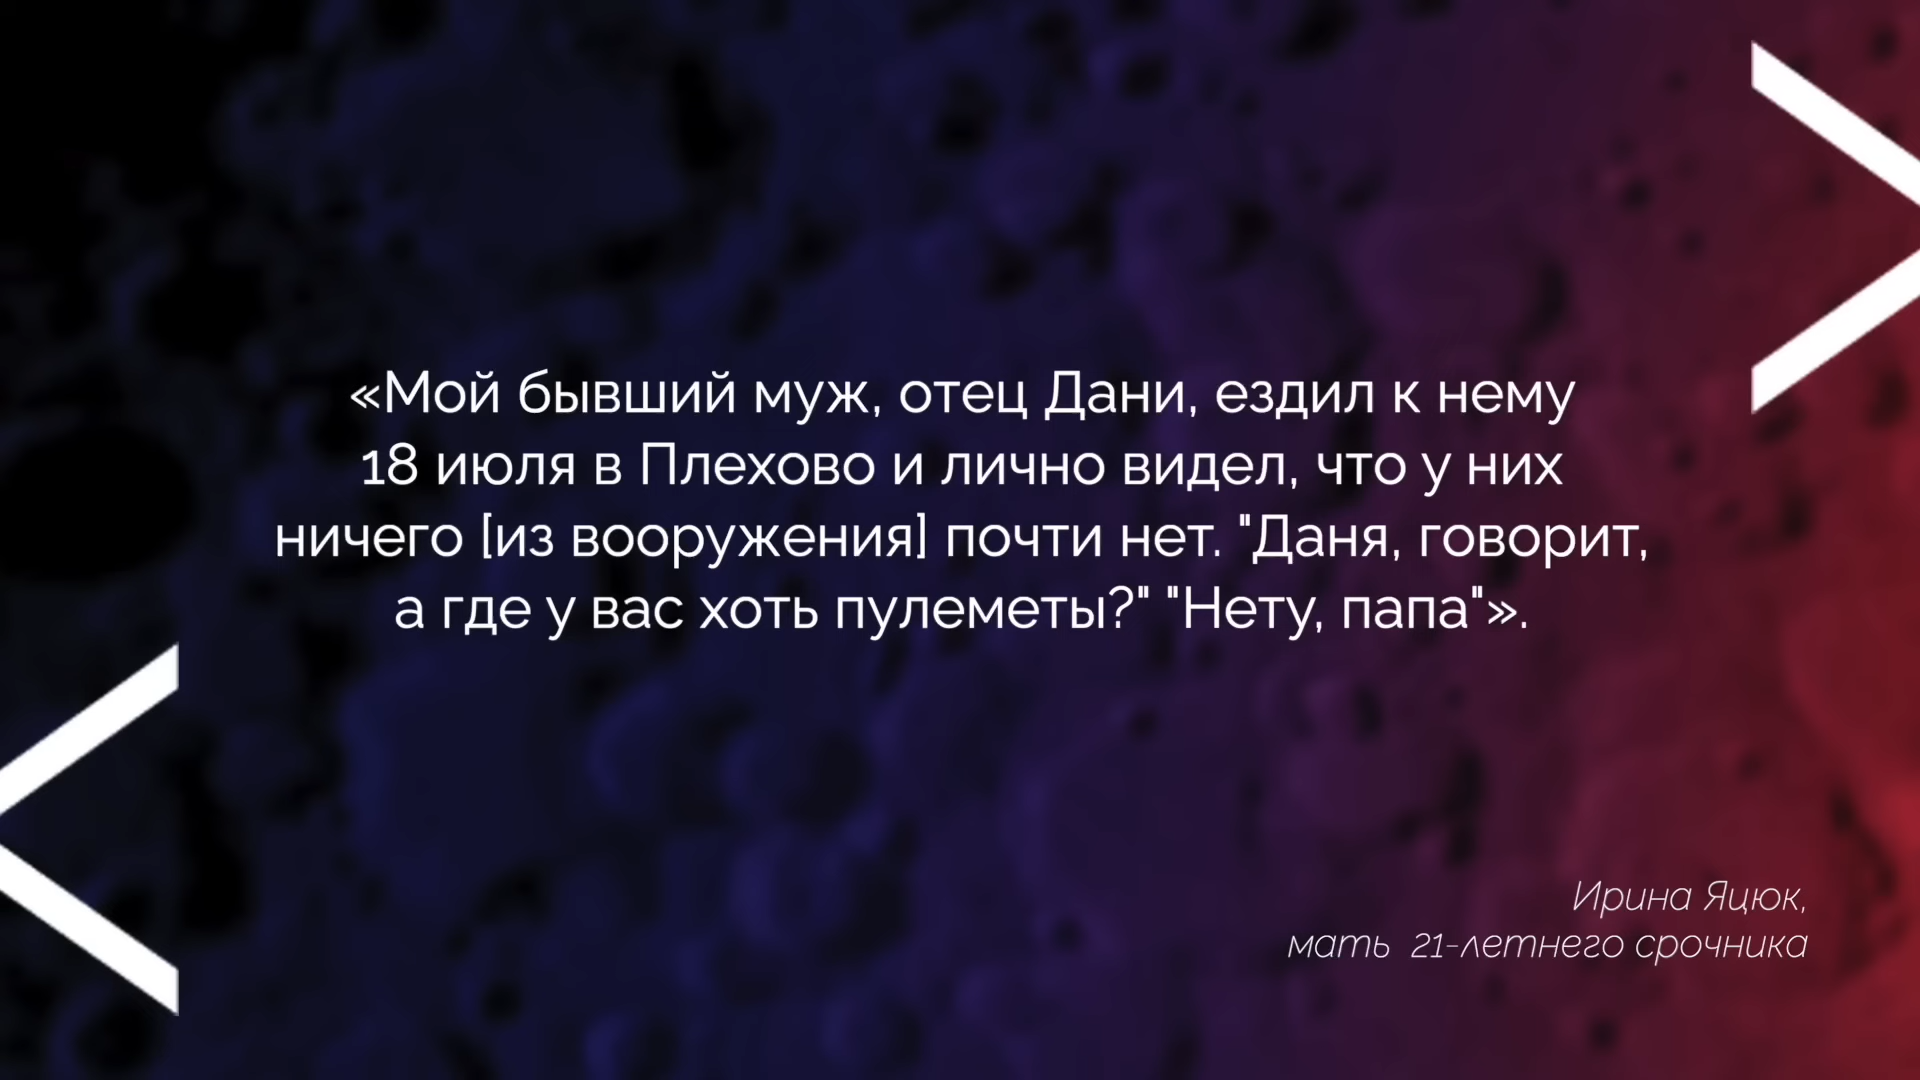 «Мой бывший муж, отец Дани, ездил к нему
18 июля в Плехово и лично видел, что у них
ничего [из вооружения] почти нет. "Даня, говорит,
а где у вас хоть пулеметы?" "Нету, папа"».
Ирина Яцюк,
мать 21-летнего срочника